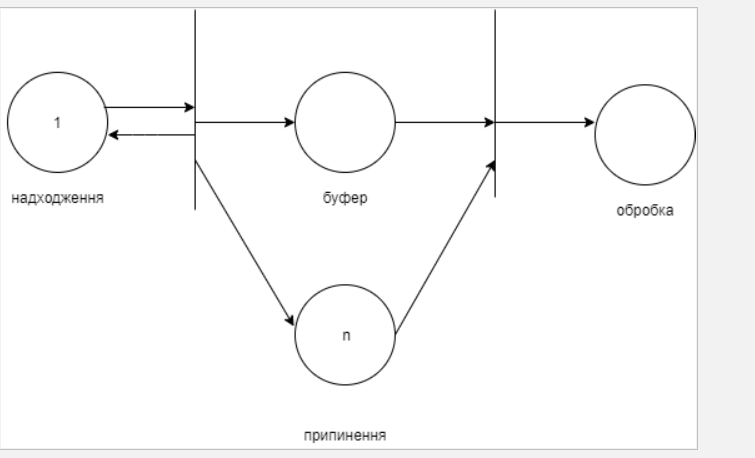 1
надходження
буфер
обробка
n
припинення